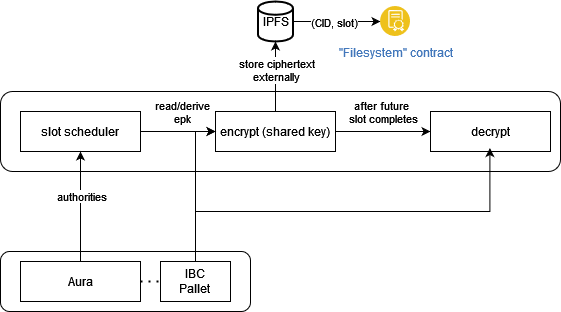 IPFS
(CID, slot)
"Filesystem" contract
store ciphertext
externally
read/derive
epk
after future
slot completes
slot scheduler
encrypt (shared key)
decrypt
authorities
Aura
. . .
IBC
Pallet